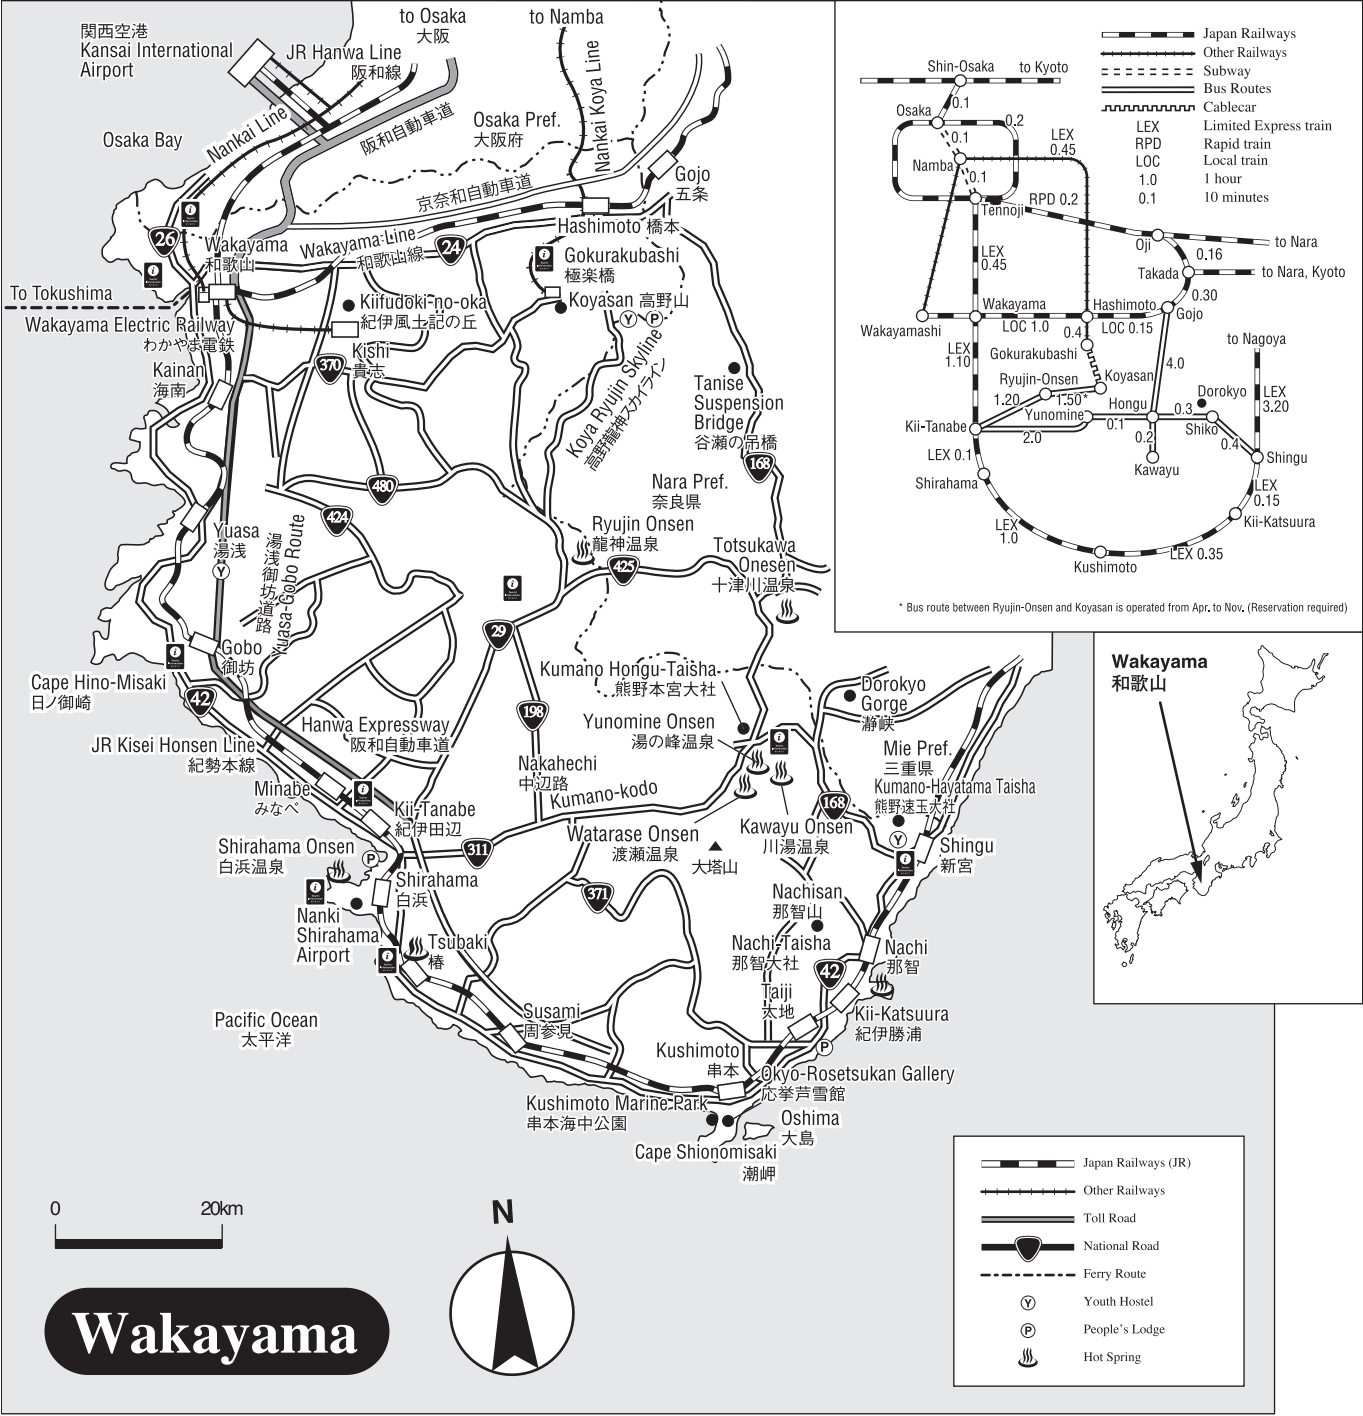 関西空港
Kansai International
Airport
JR Hanwa Line
阪和線
to Osaka
大阪
to Namba
Nankai Koya Line
Nankai Line
Osaka Bay
阪和自動車道
Osaka Pref.
大阪府
京奈和自動車道
Gojo
五条
Hashimoto 橋本
26
Wakayama
和歌山
Wakayama Line
和歌山線
24
Gokurakubashi
極楽橋
To Tokushima
Kiifudoki-no-oka
紀伊風土記の丘
Koyasan 高野山
Y
P
Wakayama Electric Railway
わかやま電鉄
Kishi
貴志
370
Kainan
海南
Koya Ryujin Skyline
高野龍神スカイライン
Tanise
Suspension
Bridge
谷瀬の吊橋
168
480
Nara Pref.
奈良県
424
Yuasa
湯浅
Y
湯浅御坊道路
Yuasa-Gobo Route
Ryujin Onsen
龍神温泉
425
Totsukawa
Onesen
十津川温泉
29
Gobo
御坊
Cape Hino-Misaki
日ノ御崎
42
Kumano Hongu-Taisha
熊野本宮大社
Dorokyo
Gorge
瀞峡
198
Hanwa Expressway
阪和自動車道
Yunomine Onsen
湯の峰温泉
JR Kisei Honsen Line
紀勢本線
Mie Pref.
三重県
Minabe
みなべ
Nakahechi
中辺路
Kumano-kodo
Kumano-Hayatama Taisha
熊野速玉大社
168
Kii-Tanabe
紀伊田辺
Watarase Onsen
渡瀬温泉
Kawayu Onsen
川湯温泉
Y
Shingu
新宮
311
Shirahama Onsen
白浜温泉
P
大塔山
Shirahama
白浜
371
Nachisan
那智山
Nanki
Shirahama
Airport
Tsubaki
椿
Nachi-Taisha
那智大社
Nachi
那智
42
Taiji
太地
Kii-Katsuura
紀伊勝浦
Pacific Ocean
太平洋
Susami
周参見
Kushimoto
串本
P
Okyo-Rosetsukan Gallery
応挙芦雪館
Kushimoto Marine Park
串本海中公園
Oshima
大島
Cape Shionomisaki
潮岬
0
20km
N
Wakayama
Japan Railways
Other Railways
Subway
Bus Routes
Cablecar
LEX
Limited Express train
RPD
Rapid train
LOC
Local train
1.0
1 hour
0.1
10 minutes
Shin-Osaka
to Kyoto
0.1
Osaka
0.2
0.1
LEX
0.45
Namba
0.1
Tennoji
RPD 0.2
Oji
to Nara
0.16
LEX
0.45
Takada
to Nara, Kyoto
0.30
Wakayama
Hashimoto
Gojo
Wakayamashi
LOC 1.0
LOC 0.15
0.4
LEX
1.10
Gokurakubashi
to Nagoya
4.0
Ryujin-Onsen
Koyasan
1.20
1.50*
Dorokyo
LEX
3.20
Yunomine
Hongu
0.3
Kii-Tanabe
0.1
Shiko
2.0
0.2
0.4
LEX 0.1
Kawayu
Shingu
Shirahama
LEX
0.15
LEX
1.0
Kii-Katsuura
LEX 0.35
Kushimoto
* Bus route between Ryujin-Onsen and Koyasan is operated from Apr. to Nov. (Reservation required)
Wakayama
和歌山
Japan Railways (JR)
Other Railways
Toll Road
National Road
Ferry Route
Y
Youth Hostel
P
People's Lodge
Hot Spring